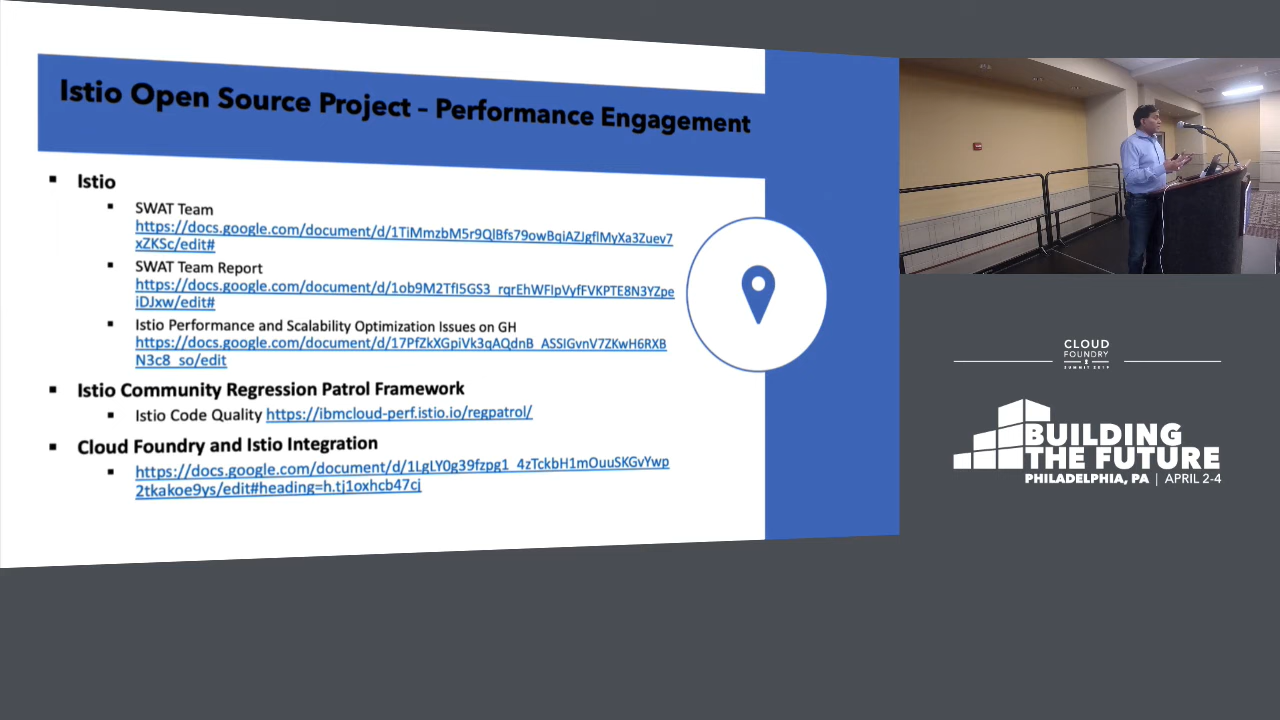 Istio Open Source Project – Performance Engagement
▪ Istio
▪ SWAT Team
https://docs.google.com/document/d/1TiMmzbM5r9QlBfs79owBqiAZJgflMyXa3Zuev7
xZKSc/edit#
▪ SWAT Team Report
https://docs.google.com/document/d/1ob9M2TfI5GS3_rqrEhWFIpVyfFVKPTE8N3YZpe
iDJxw/edit#
▪ Istio Performance and Scalability Optimization Issues on GH
https://docs.google.com/document/d/17PfZkXGpiVk3qAQdnB_ASSIGvnV7ZKwH6RXB
N3c8_so/edit
▪ Istio Community Regression Patrol Framework
▪ Istio Code Quality https://ibmcloud-perf.istio.io/regpatrol/
▪ Cloud Foundry and Istio Integration
▪ https://docs.google.com/document/d/1LgLY0g39fzpg1_4zTckbH1mOuuSKGvYwp
2tkakoe9ys/edit#heading=h.tj1oxhcb47cj
CLOUD
FOUNDRY
SUMMIT 2019
BUILDING
THE FUTURE
PHILADELPHIA, PA | APRIL 2-4